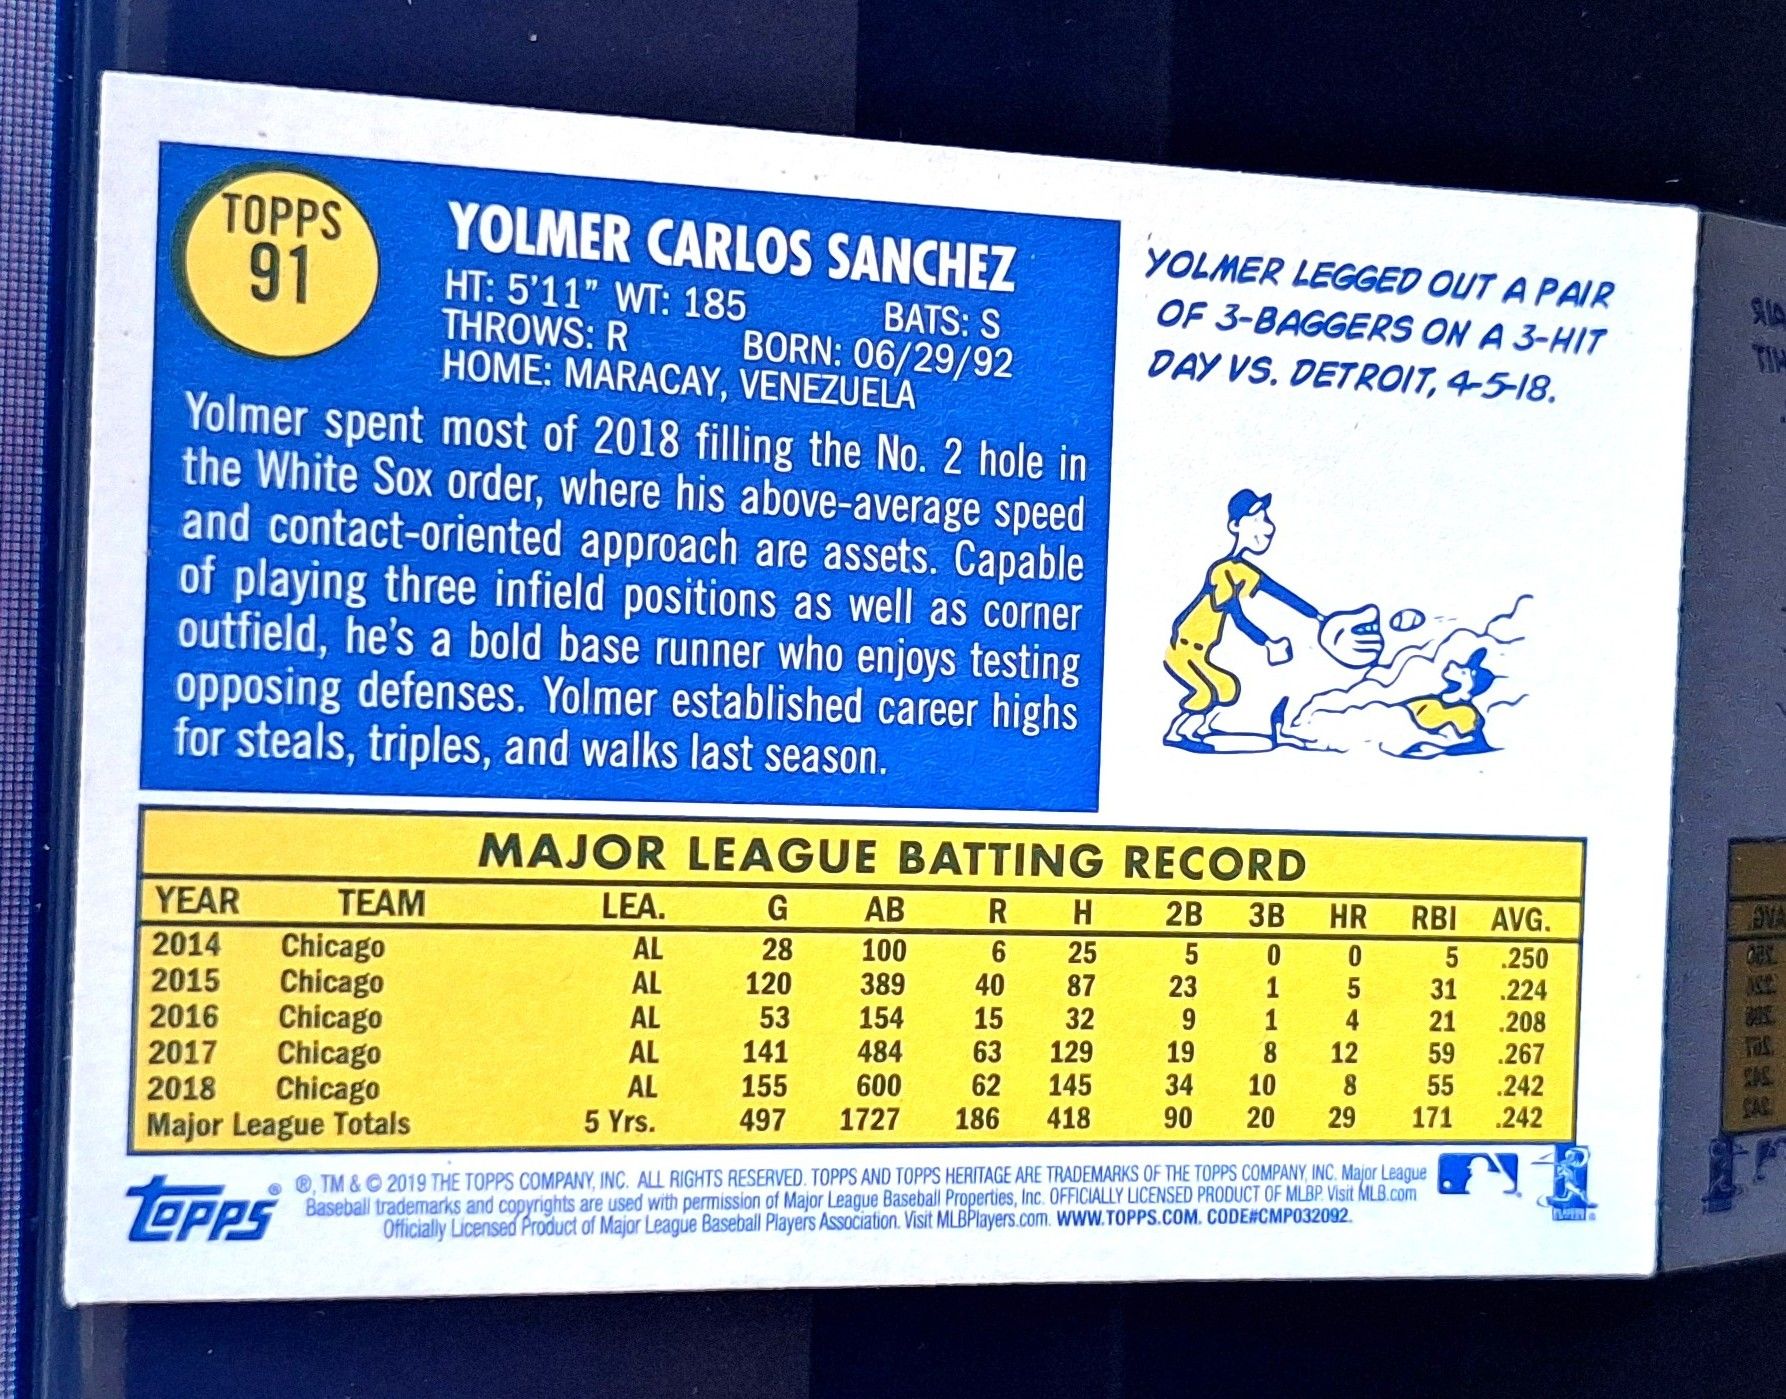 TOPPS
91
YOLMER CARLOS SANCHEZ
HT: 5'11" WT: 185 BATS: S
THROWS: R BORN: 06/29/92
HOME: MARACAY, VENEZUELA
Yolmer spent most of 2018 filling the No. 2 hole in
the White Sox order, where his above-average speed
and contact-oriented approach are assets. Capable
of playing three infield positions as well as corner
outfield, he's a bold base runner who enjoys testing
opposing defenses. Yolmer established career highs
for steals, triples, and walks last season.
YOLMER LEGGED OUT A PAIR
OF 3-BAGGERS ON A 3-HIT
DAY VS. DETROIT, 4-5-18.
MAJOR LEAGUE BATTING RECORD
YEAR TEAM LEA. G AB R H 2B 3B HR RBI AVG.
2014 Chicago AL 28 100 6 25 5 0 0 5 .250
2015 Chicago AL 120 389 40 87 23 1 5 31 .224
2016 Chicago AL 53 154 15 32 9 1 4 21 .208
2017 Chicago AL 141 484 63 129 19 8 12 59 .267
2018 Chicago AL 155 600 62 145 34 10 8 55 .242
Major League Totals 5 Yrs. 497 1727 186 418 90 20 29 171 .242
TOPPS ® ®, TM & © 2019 THE TOPPS COMPANY, INC. ALL RIGHTS RESERVED. TOPPS AND TOPPS HERITAGE ARE TRADEMARKS OF THE TOPPS COMPANY, INC. Major League
Baseball trademarks and copyrights are used with permission of Major League Baseball Properties, Inc. OFFICIALLY LICENSED PRODUCT OF MLBP. Visit MLB.com
Officially Licensed Product of Major League Baseball Players Association. Visit MLBPlayers.com. WWW.TOPPS.COM. CODE#CMP032092.